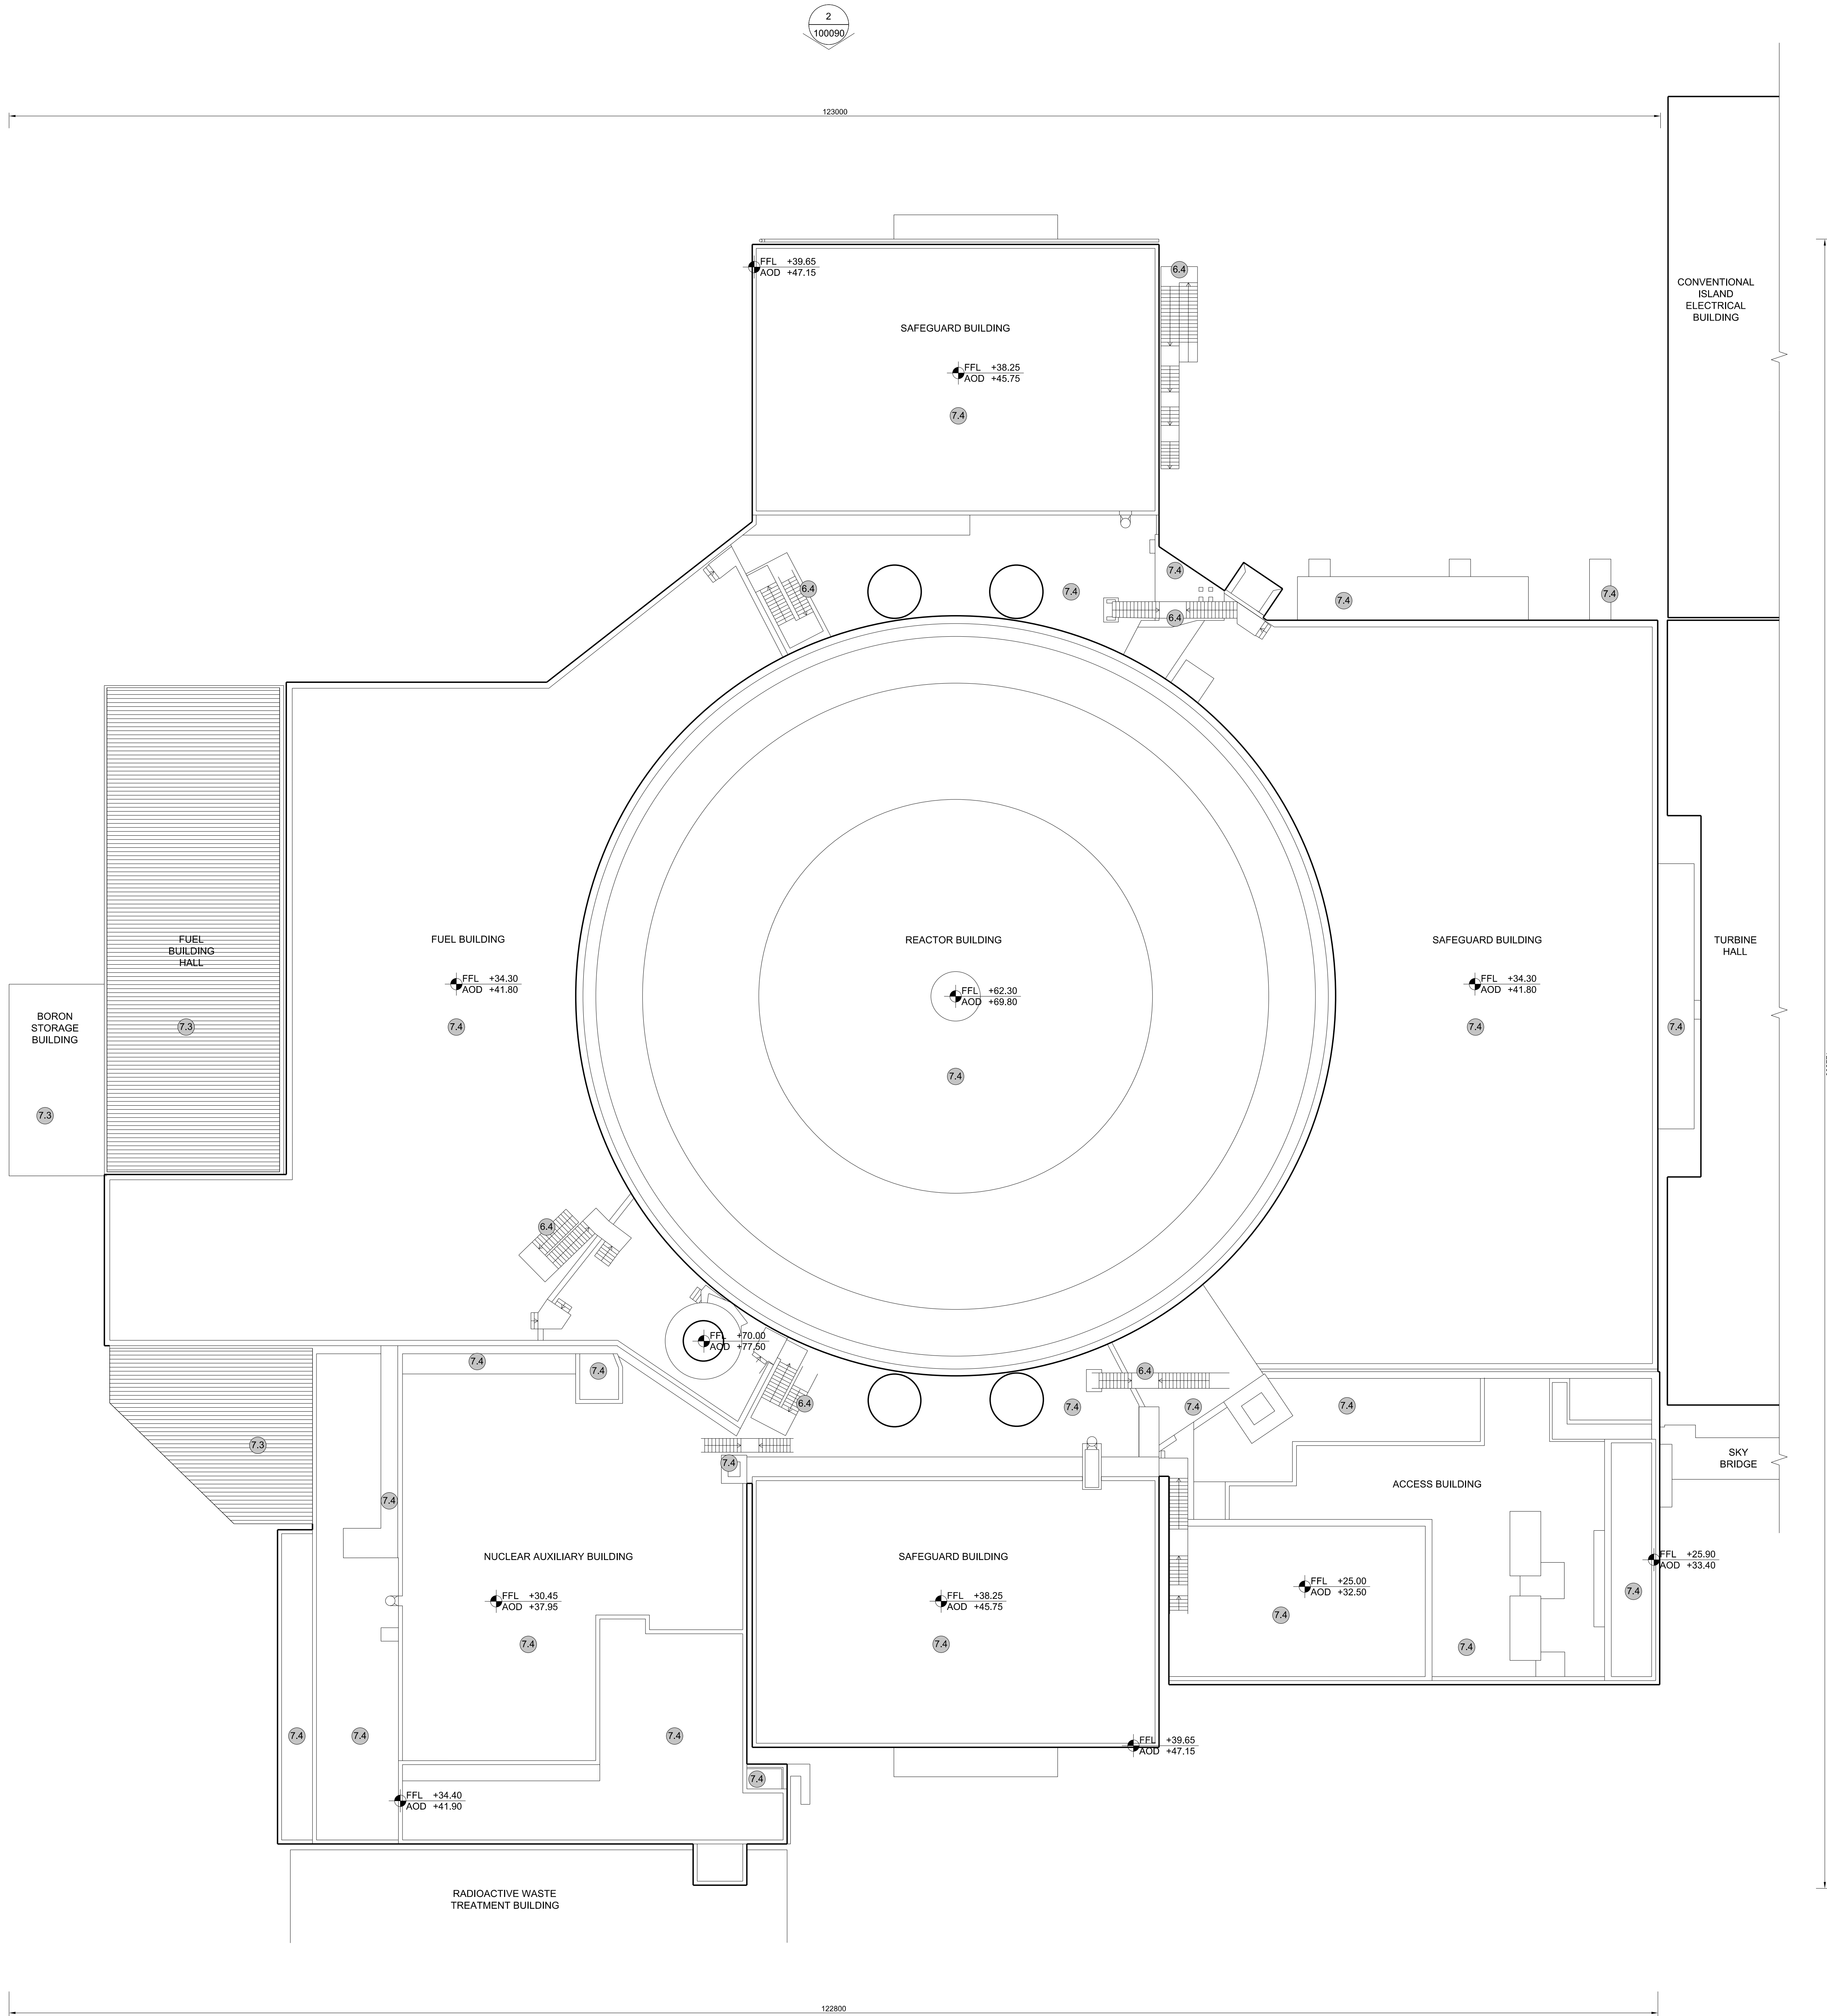 2
100090
123000
FFL +39.65
AOD +47.15
6.4
CONVENTIONAL
ISLAND
ELECTRICAL
BUILDING
SAFEGUARD BUILDING
FFL +38.25
AOD +45.75
7.4
7.4
6.4
7.4
7.4
7.4
6.4
FUEL
BUILDING
HALL
FUEL BUILDING
REACTOR BUILDING
SAFEGUARD BUILDING
TURBINE
HALL
FFL +34.30
AOD +41.80
FFL +62.30
AOD +69.80
FFL +34.30
AOD +41.80
BORON
STORAGE
BUILDING
7.3
7.4
7.4
7.4
7.4
7.3
6.4
FFL +70.00
AOD +77.50
7.4
7.4
6.4
6.4
7.4
7.4
7.4
7.3
7.4
SKY
BRIDGE
ACCESS BUILDING
7.4
NUCLEAR AUXILIARY BUILDING
SAFEGUARD BUILDING
FFL +25.90
AOD +33.40
FFL +30.45
AOD +37.95
FFL +38.25
AOD +45.75
FFL +25.00
AOD +32.50
7.4
7.4
7.4
7.4
7.4
7.4
7.4
7.4
FFL +39.65
AOD +47.15
7.4
FFL +34.40
AOD +41.90
RADIOACTIVE WASTE
TREATMENT BUILDING
122800